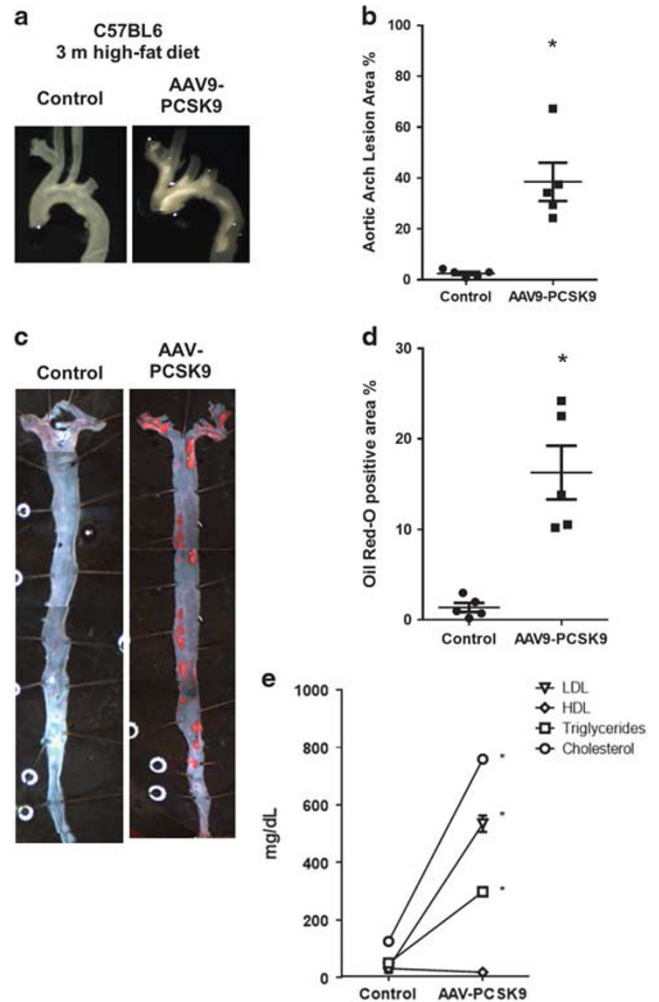 a
C57BL6
3 m high-fat diet
Control
AAV9-
PCSK9
b
Aortic Arch Lesion Area %
100
80
60
40
20
0
Control
AAV9-PCSK9
*
c
Control
AAV-
PCSK9
d
Oil Red-O positive area %
30
20
10
0
Control
AAV9-PCSK9
*
e
mg/dL
1000
800
600
400
200
0
Control
AAV-PCSK9
LDL
HDL
Triglycerides
Cholesterol
*
*
*